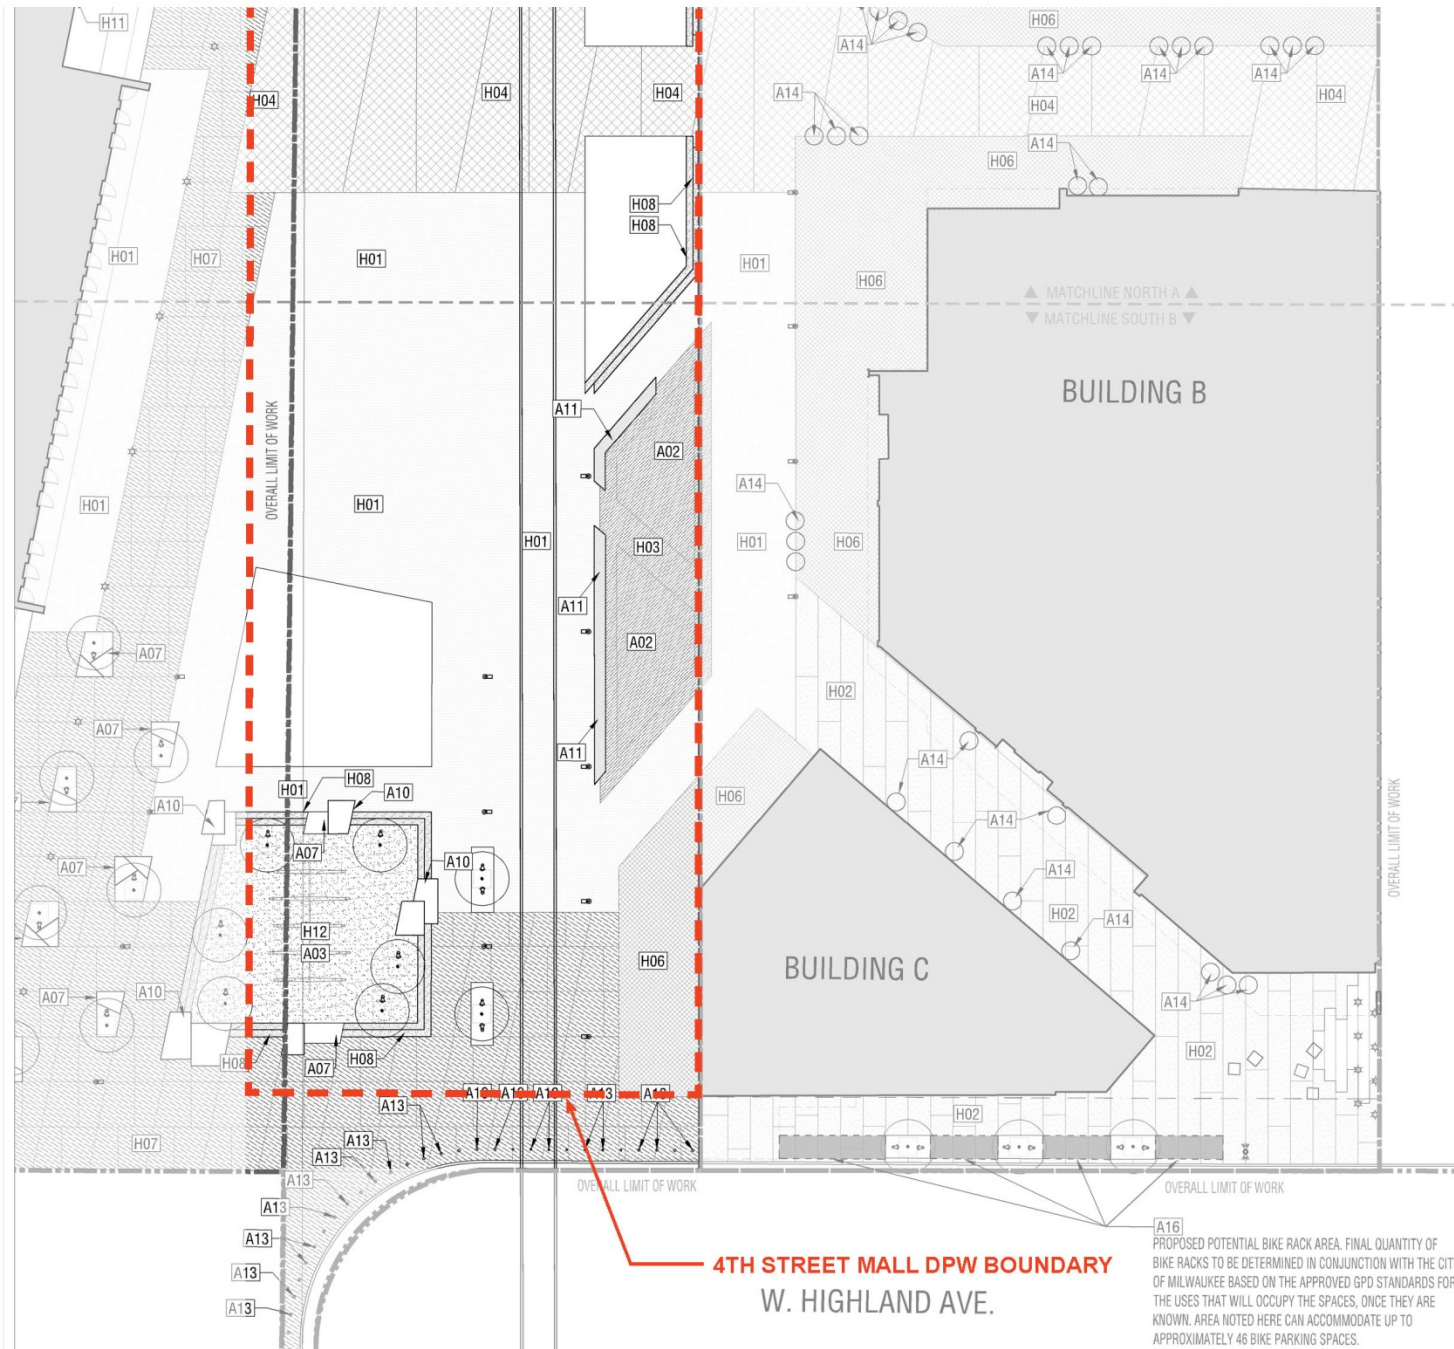 H11
H06
A14
A14
A14
A14
H04
H04
H04
A14
H04
H04
A14
H06
H08
H08
H01
H07
H01
H01
H06
MATCHLINE NORTH A
MATCHLINE SOUTH B
BUILDING B
OVERALL LIMIT OF WORK
A11
A02
A14
H01
H01
H01
H03
H01
H06
A11
A02
A07
H02
A07
A11
A14
H01
H08
A10
A10
H06
A14
OVERALL LIMIT OF WORK
A07
A07
A10
A14
H12
H02
A14
A03
H06
BUILDING C
A07
A10
A14
H08
A07
H08
H02
A13
A13
A13
A13
A13
A13
H02
H07
A13
A13
A13
OVERALL LIMIT OF WORK
OVERALL LIMIT OF WORK
A13
A13
A13
A13
A16
PROPOSED POTENTIAL BIKE RACK AREA. FINAL QUANTITY OF
BIKE RACKS TO BE DETERMINED IN CONJUNCTION WITH THE CIT
OF MILWAUKEE BASED ON THE APPROVED GPD STANDARDS FOR
THE USES THAT WILL OCCUPY THE SPACES, ONCE THEY ARE
KNOWN. AREA NOTED HERE CAN ACCOMMODATE UP TO
APPROXIMATELY 46 BIKE PARKING SPACES.
4TH STREET MALL DPW BOUNDARY
W. HIGHLAND AVE.